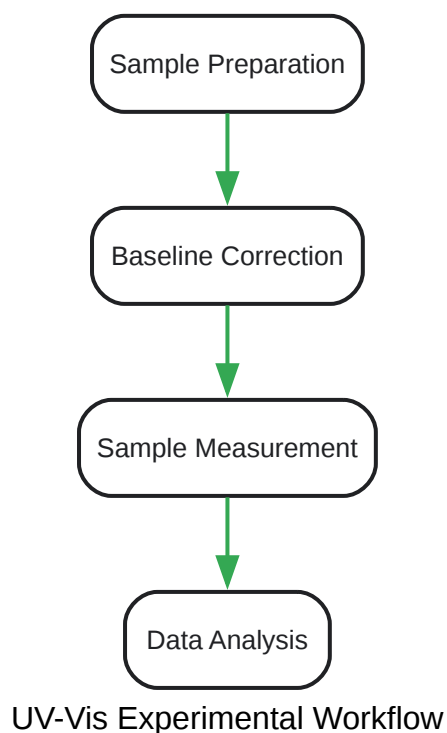 Sample Preparation
Baseline Correction
Sample Measurement
Data Analysis
UV-Vis Experimental Workflow